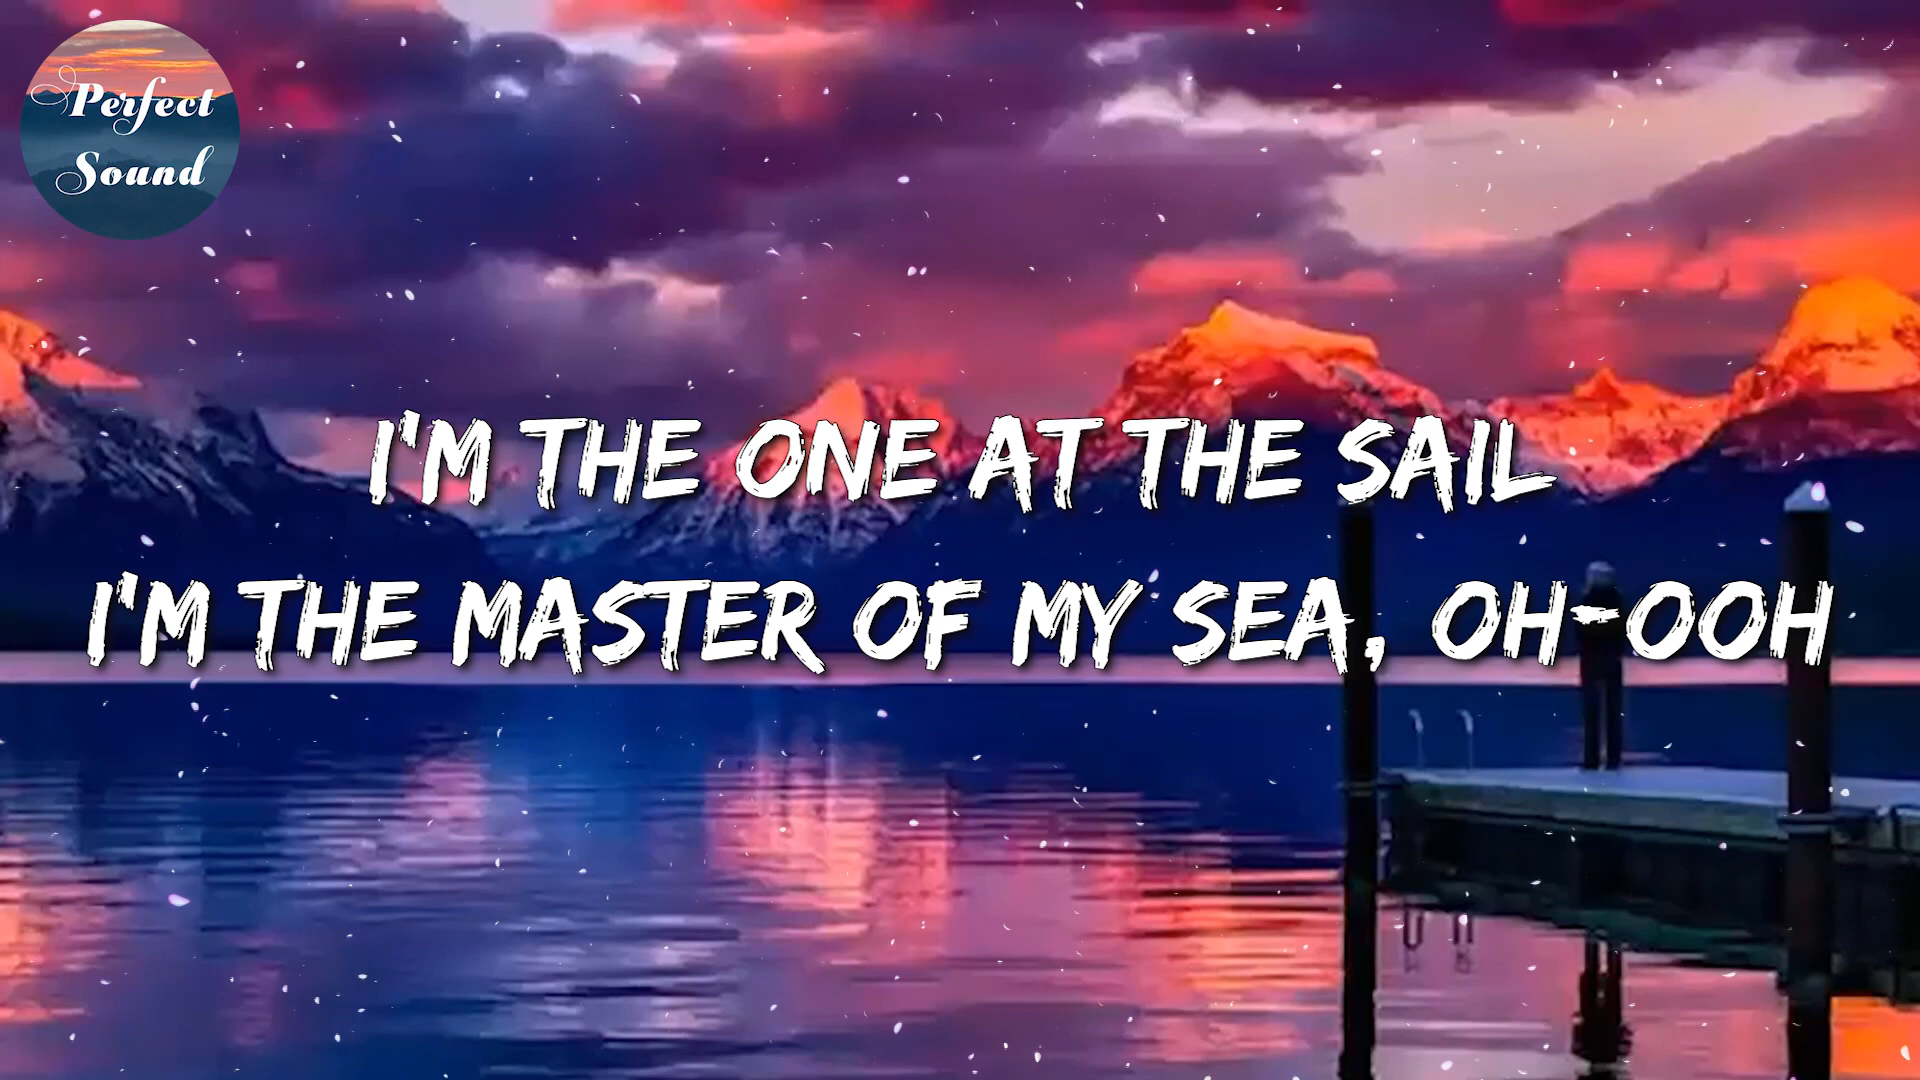 Perfect
Sound
I'M THE ONE AT THE SAIL
I'M THE MASTER OF MY SEA, OH-OOH